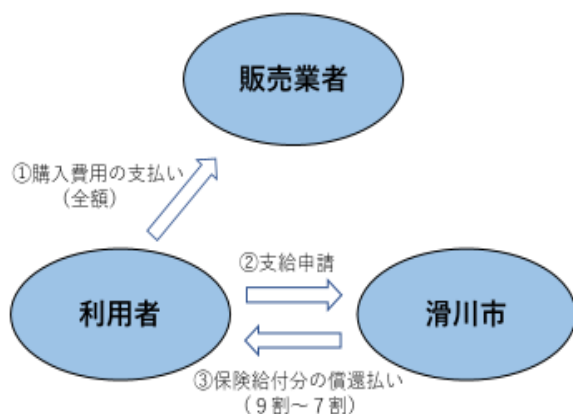 販売業者
①購入費用の支払い
(全額)
②支給申請
利用者
滑川市
③保険給付分の償還払い
(９割～７割)